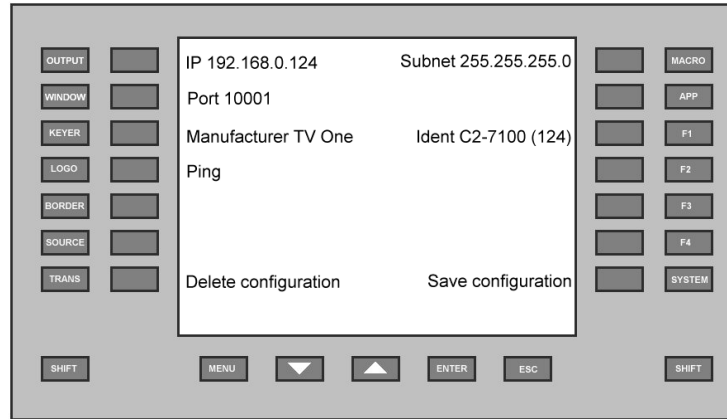 OUTPUT
IP 192.168.0.124
Subnet 255.255.255.0
MACRO
WINDOW
Port 10001
APP
KEYER
Manufacturer TV One
Ident C2-7100 (124)
F1
LOGO
Ping
F2
BORDER
F3
SOURCE
F4
TRANS
Delete configuration
Save configuration
SYSTEM
SHIFT
MENU
ENTER
ESC
SHIFT